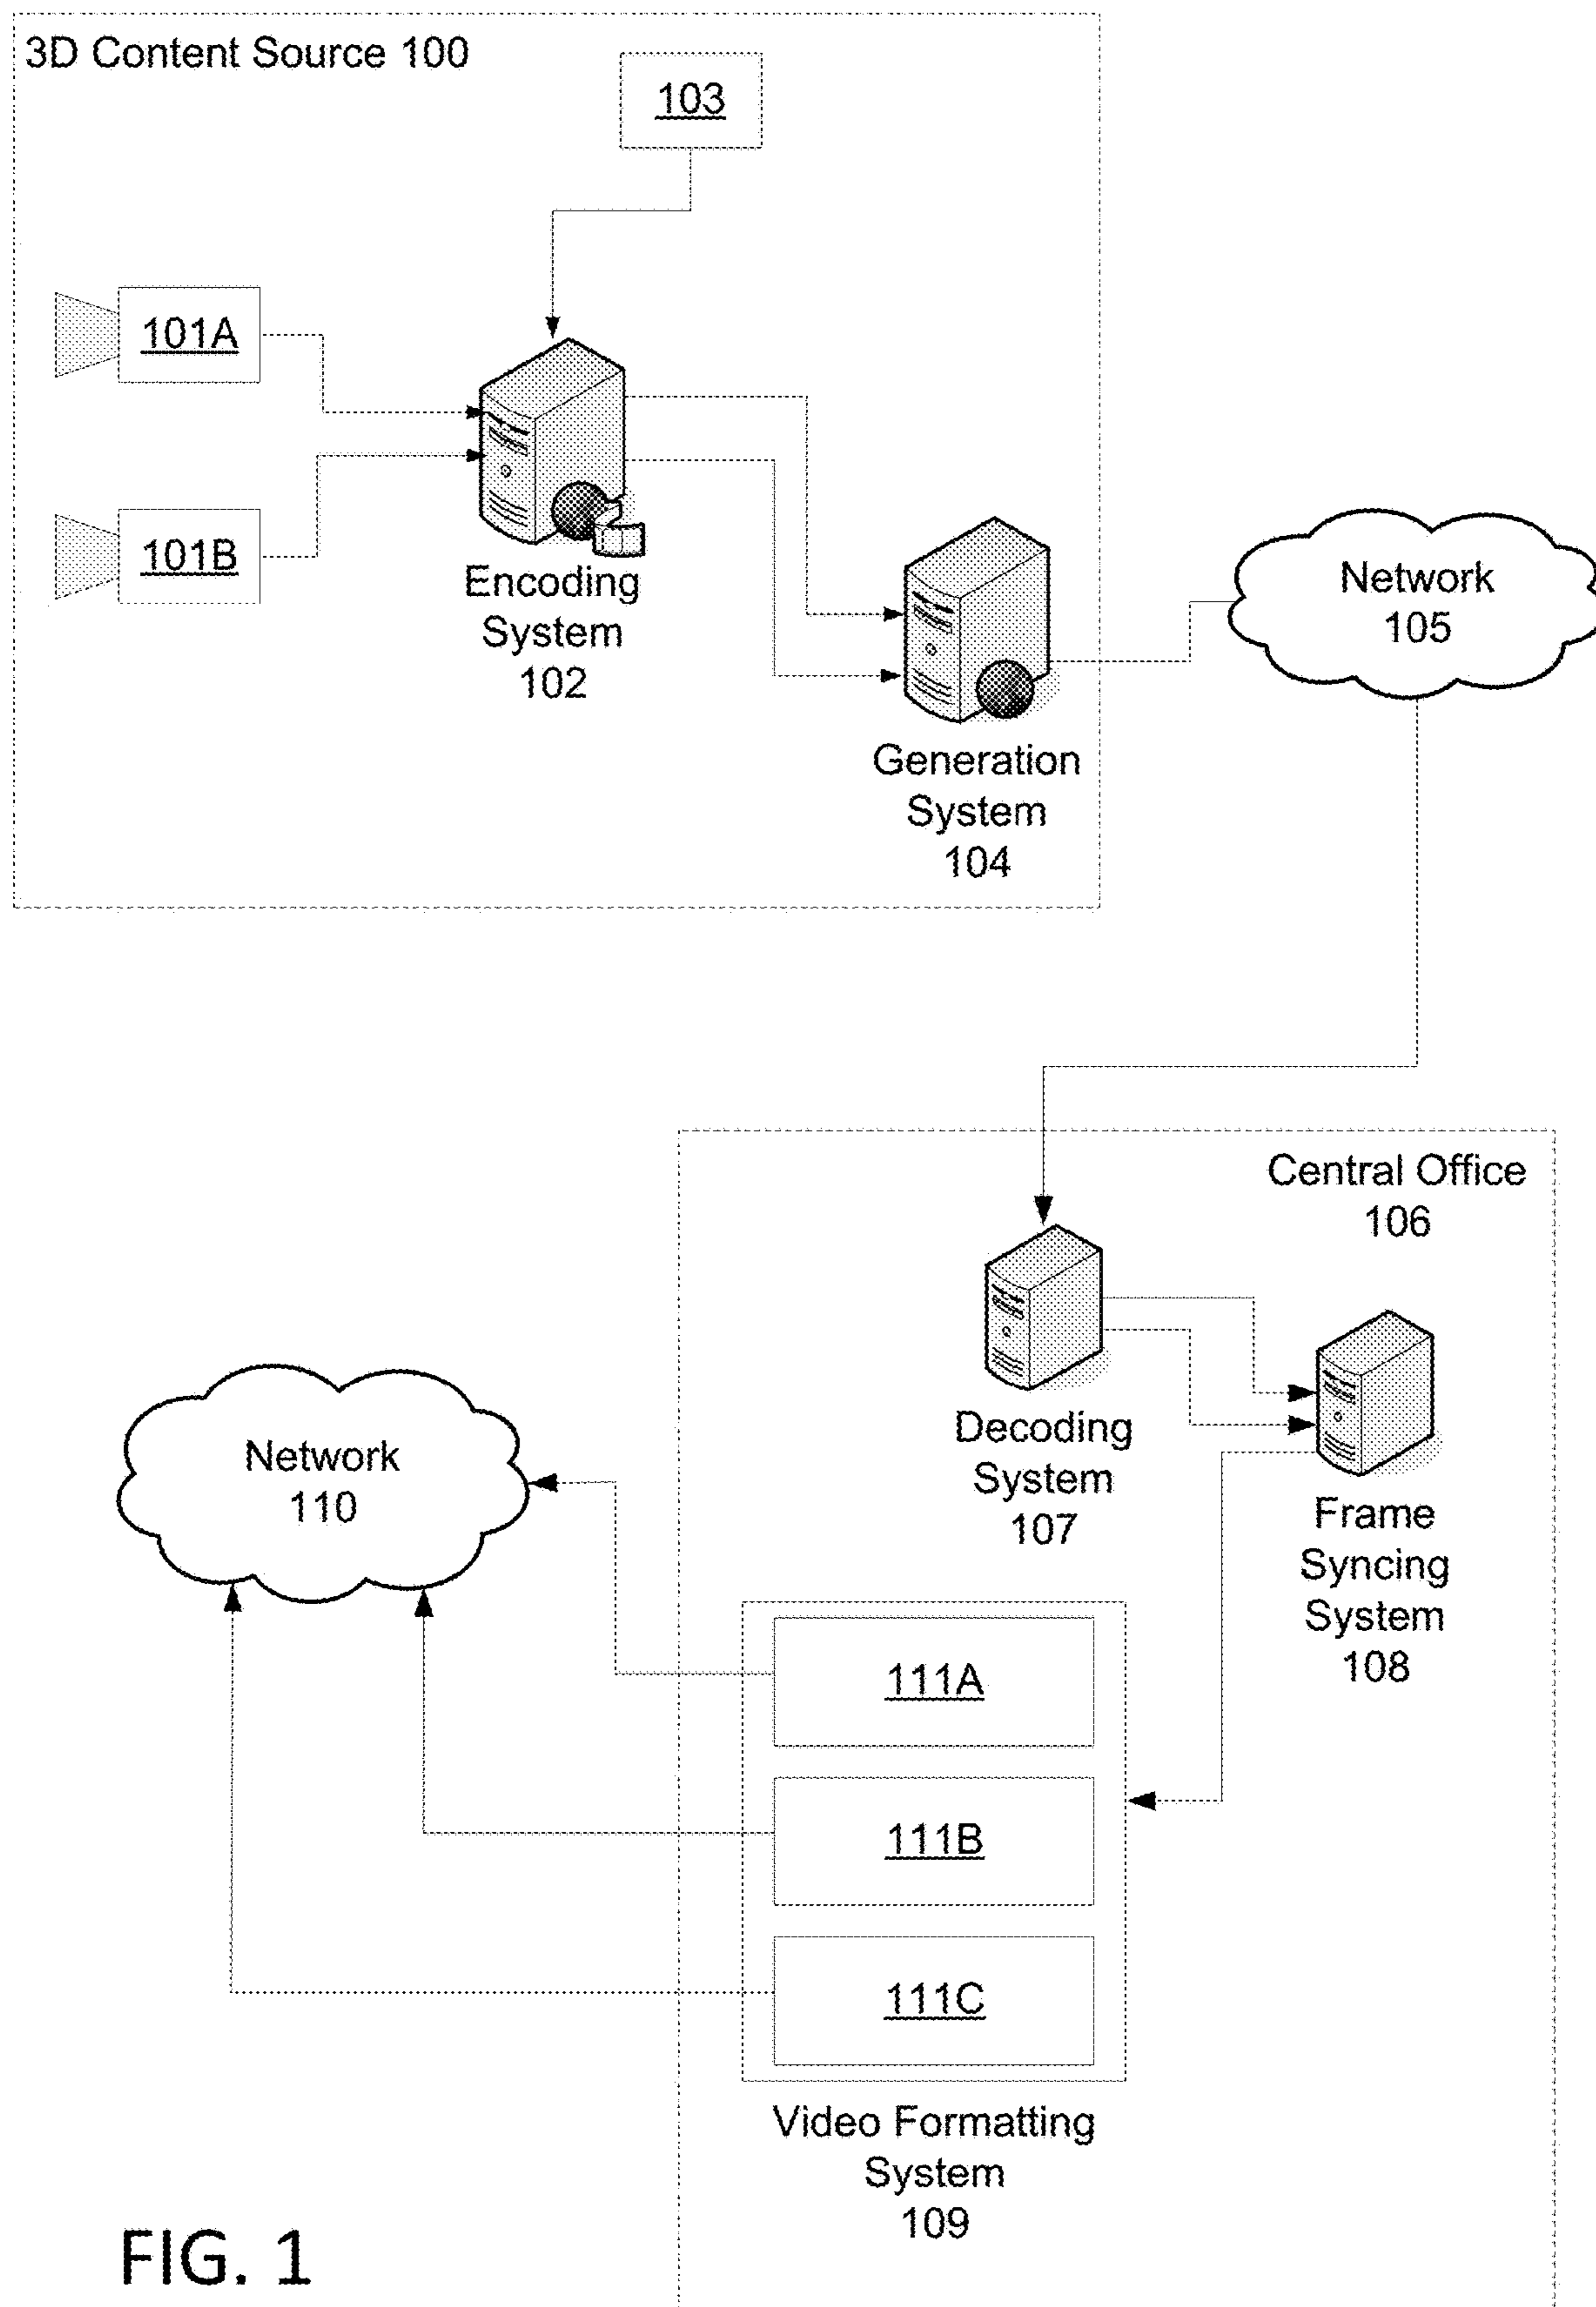 3D Content Source 100
103
101A
101B
Encoding
System
102
Generation
System
104
Network
105
Central Office
106
Decoding
System
107
Frame
Syncing
System
108
Network
110
111A
111B
111C
Video Formatting
System
109
FIG. 1